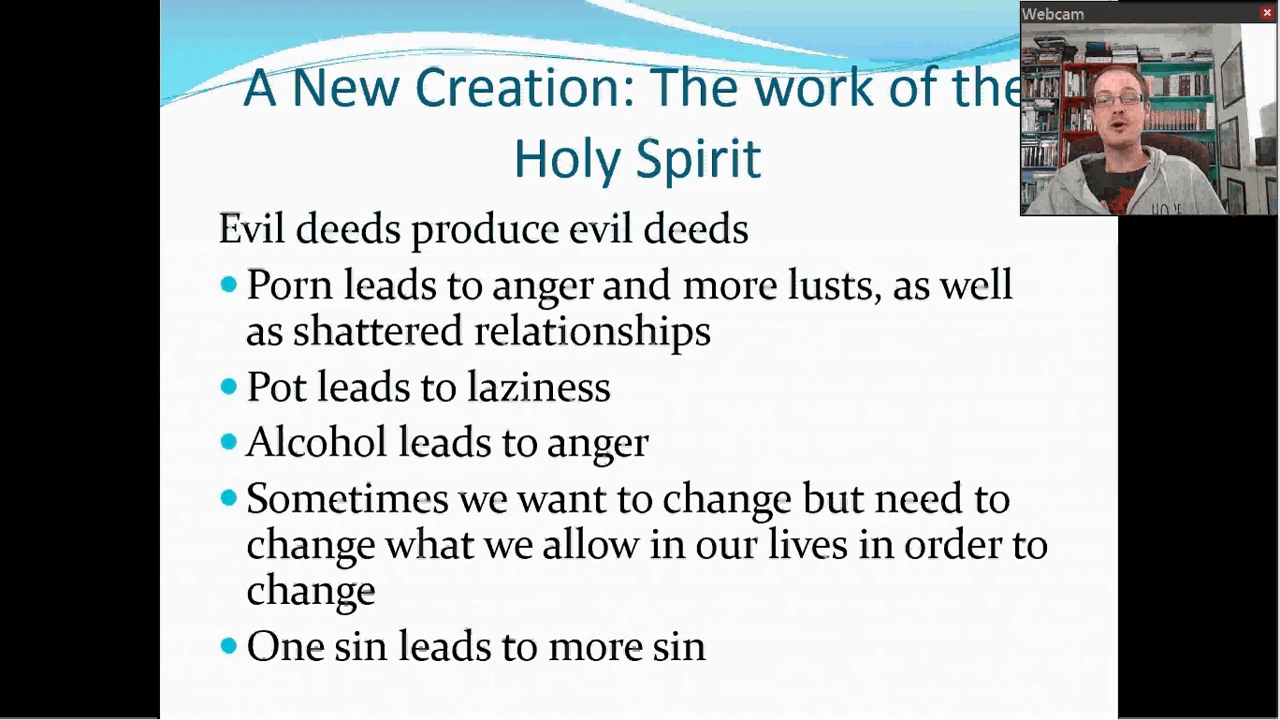 Webcam
A New Creation: The work of the
Holy Spirit
Evil deeds produce evil deeds
• Porn leads to anger and more lusts, as well
as shattered relationships
• Pot leads to laziness
• Alcohol leads to anger
• Sometimes we want to change but need to
change what we allow in our lives in order to
change
• One sin leads to more sin